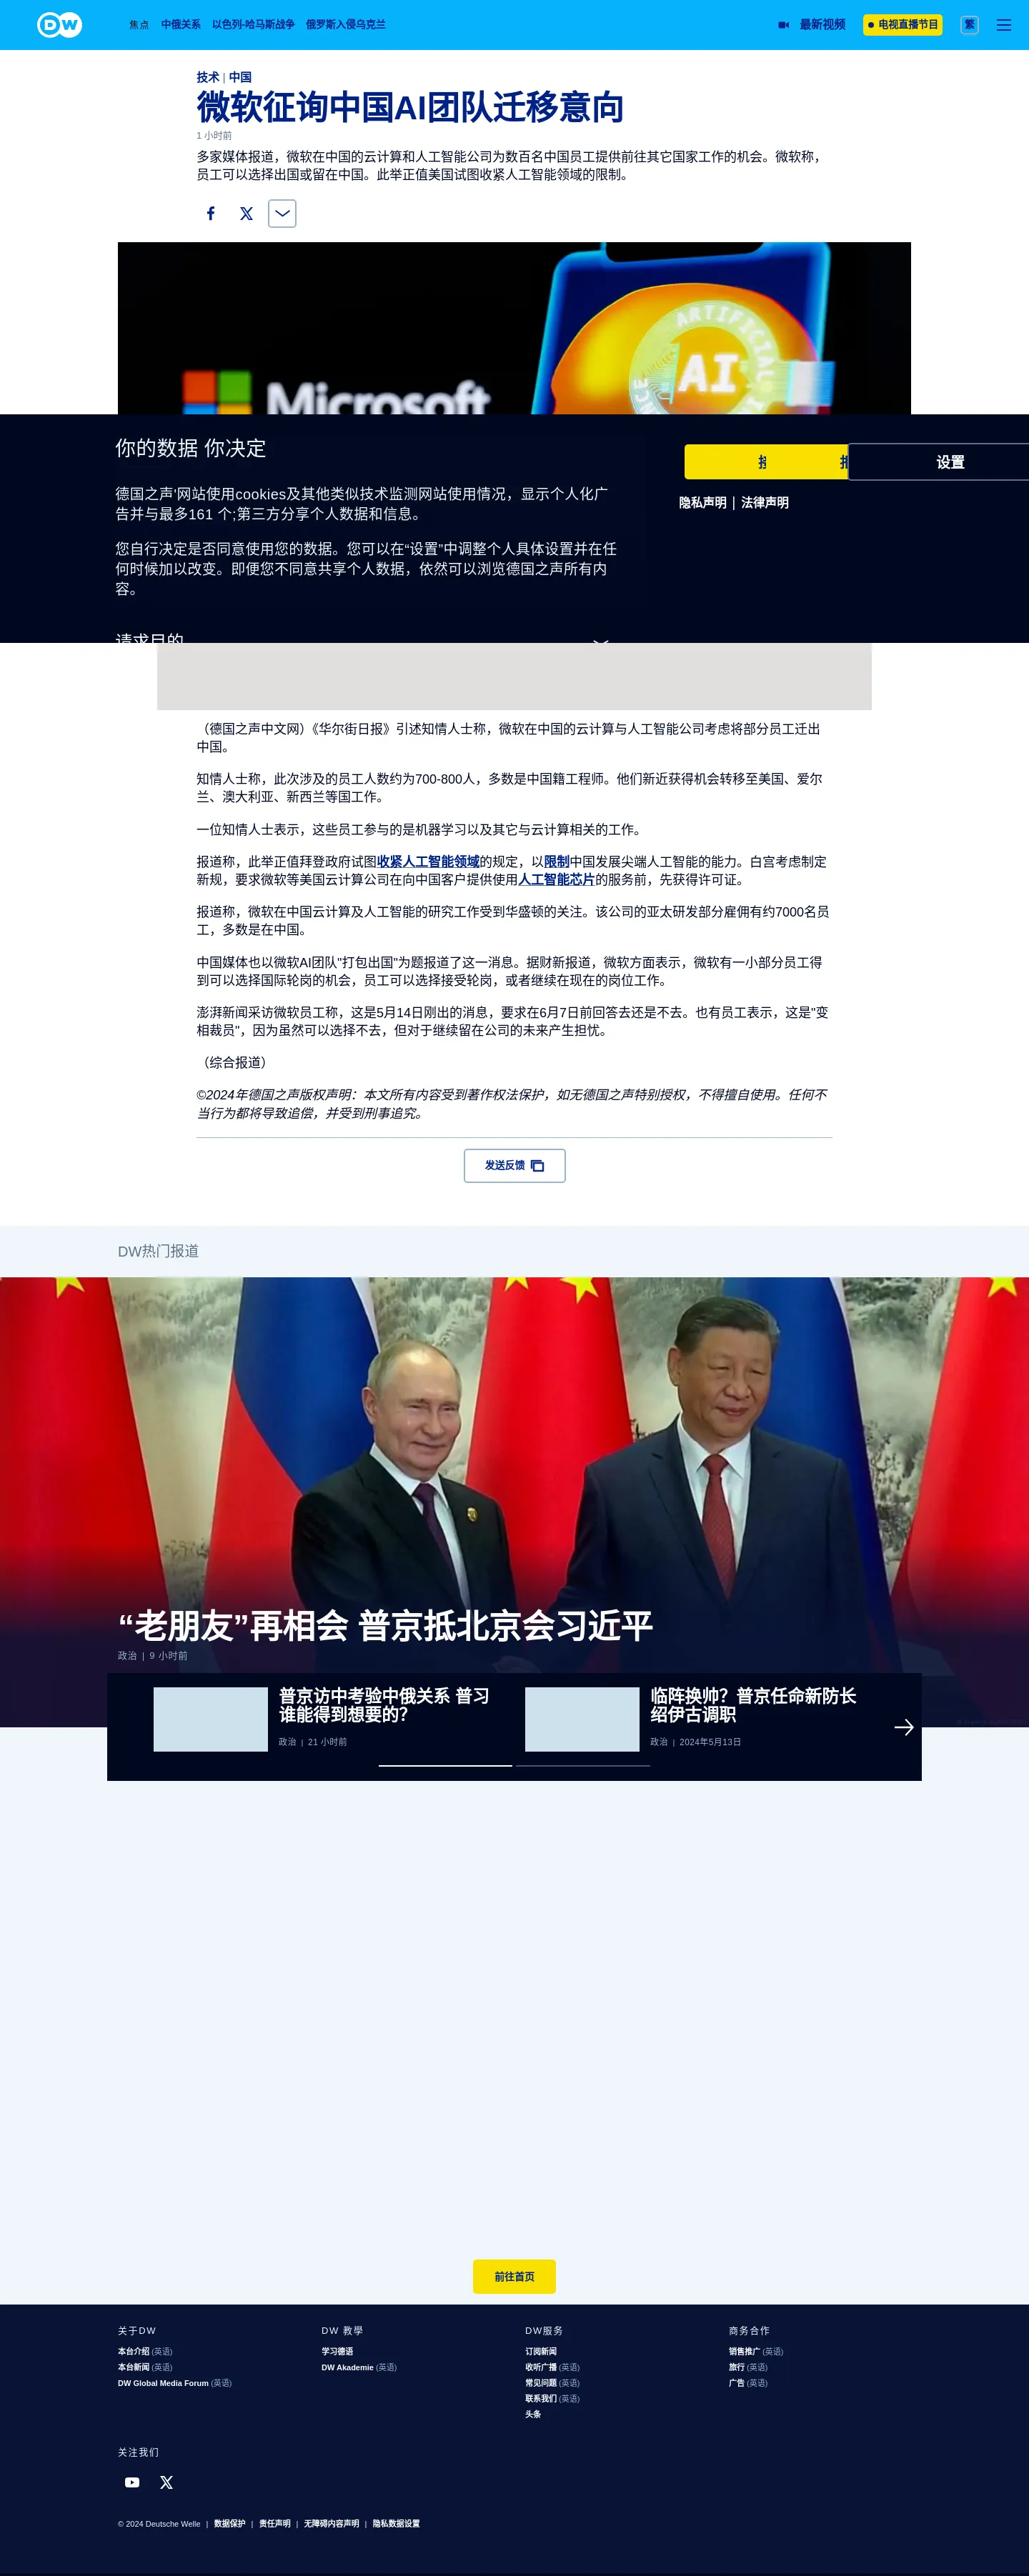 DW
焦点 中俄关系 以色列-哈马斯战争 俄罗斯入侵乌克兰
最新视频
电视直播节目
繁
技术 | 中国
微软征询中国AI团队迁移意向
1 小时前
多家媒体报道，微软在中国的云计算和人工智能公司为数百名中国员工提供前往其它国家工作的机会。微软称，
员工可以选择出国或留在中国。此举正值美国试图收紧人工智能领域的限制。
Microsoft
ARTIFICIAL
AI
你的数据 你决定
设置
隐私声明 | 法律声明
德国之声'网站使用cookies及其他类似技术监测网站使用情况，显示个人化广
告并与最多161 个;第三方分享个人数据和信息。
您自行决定是否同意使用您的数据。您可以在“设置”中调整个人具体设置并在任
何时候加以改变。即便您不同意共享个人数据，依然可以浏览德国之声所有内
容。
请求目的
（德国之声中文网）《华尔街日报》引述知情人士称，微软在中国的云计算与人工智能公司考虑将部分员工迁出
中国。
知情人士称，此次涉及的员工人数约为700-800人，多数是中国籍工程师。他们新近获得机会转移至美国、爱尔
兰、澳大利亚、新西兰等国工作。
一位知情人士表示，这些员工参与的是机器学习以及其它与云计算相关的工作。
报道称，此举正值拜登政府试图收紧人工智能领域的规定，以限制中国发展尖端人工智能的能力。白宫考虑制定
新规，要求微软等美国云计算公司在向中国客户提供使用人工智能芯片的服务前，先获得许可证。
报道称，微软在中国云计算及人工智能的研究工作受到华盛顿的关注。该公司的亚太研发部分雇佣有约7000名员
工，多数是在中国。
中国媒体也以微软AI团队"打包出国"为题报道了这一消息。据财新报道，微软方面表示，微软有一小部分员工得
到可以选择国际轮岗的机会，员工可以选择接受轮岗，或者继续在现在的岗位工作。
澎湃新闻采访微软员工称，这是5月14日刚出的消息，要求在6月7日前回答去还是不去。也有员工表示，这是"变
相裁员"，因为虽然可以选择不去，但对于继续留在公司的未来产生担忧。
（综合报道）
©2024年德国之声版权声明：本文所有内容受到著作权法保护，如无德国之声特别授权，不得擅自使用。任何不
当行为都将导致追偿，并受到刑事追究。
发送反馈
DW热门报道
“老朋友”再相会 普京抵北京会习近平
政治 | 9 小时前
普京访中考验中俄关系 普习
谁能得到想要的？
政治 | 21 小时前
临阵换帅？普京任命新防长
绍伊古调职
政治 | 2024年5月13日
前往首页
关于DW
本台介绍 (英语)
本台新闻 (英语)
DW Global Media Forum (英语)
DW 教學
学习德语
DW Akademie (英语)
DW服务
订阅新闻
收听广播 (英语)
常见问题 (英语)
联系我们 (英语)
头条
商务合作
销售推广 (英语)
旅行 (英语)
广告 (英语)
关注我们
© 2024 Deutsche Welle | 数据保护 | 责任声明 | 无障碍内容声明 | 隐私数据设置